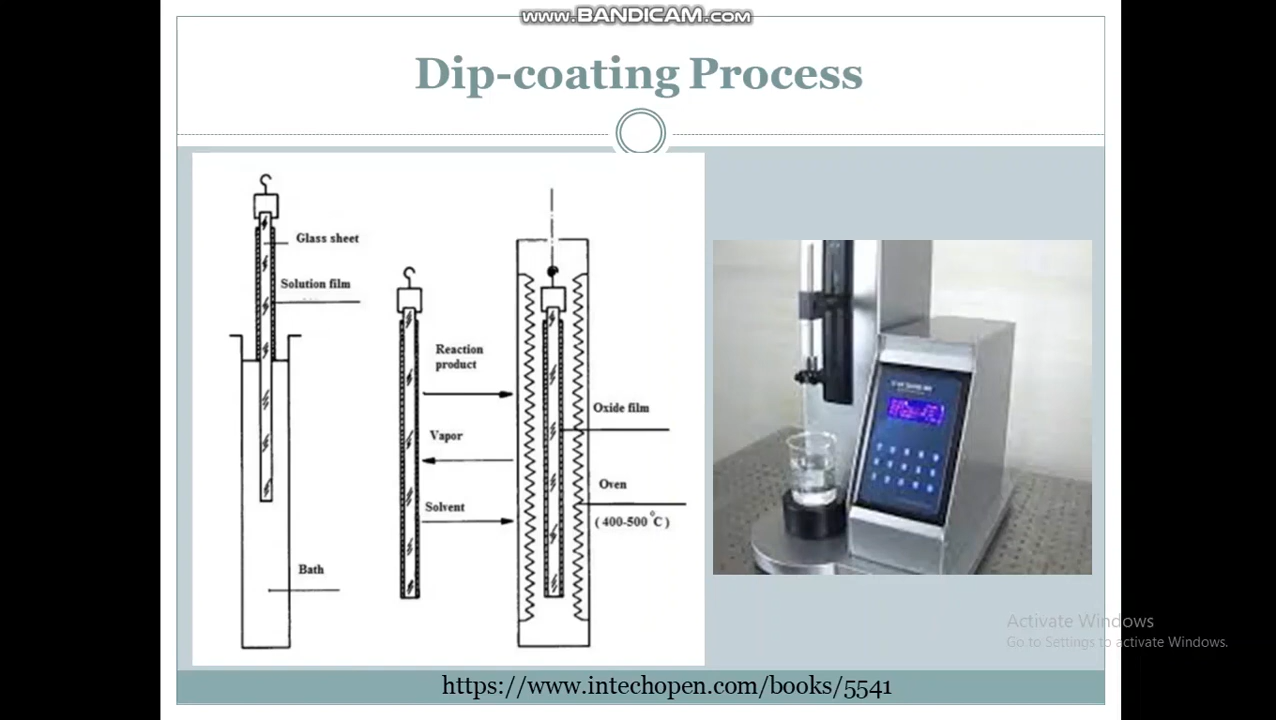 www.BANDICAM.com
Dip-coating Process
Glass sheet
Solution film
Bath
Reaction
product
Vapor
Solvent
Oxide film
Oven
(400-500°C)
Activate Windows
Go to Settings to activate Windows.
https://www.intechopen.com/books/5541